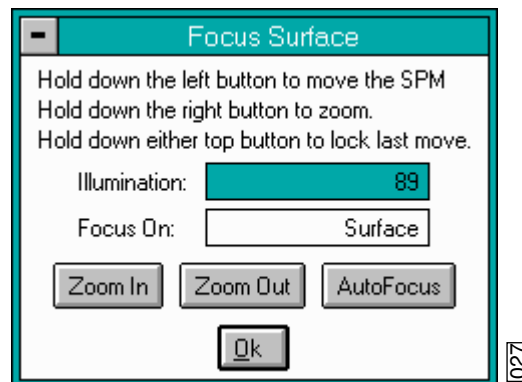 Focus Surface
Hold down the left button to move the SPM
Hold down the right button to zoom.
Hold down either top button to lock last move.
Illumination: 89
Focus On: Surface
Zoom In Zoom Out AutoFocus
Ok
027